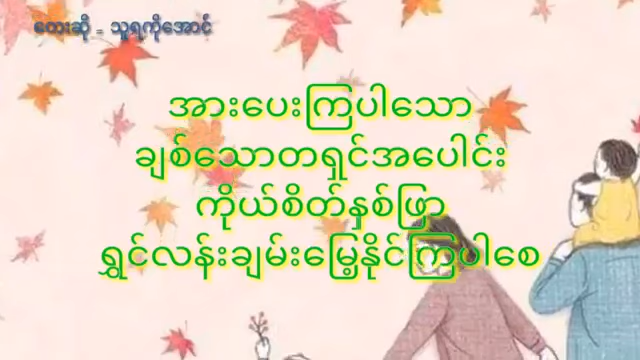 တေးဆို - သူရကိုအောင်
အားပေးကြပါသော
ချစ်သောတရှင်အပေါင်း
ကိုယ်စိတ်နှစ်ဖြာ
ရွှင်လန်းချမ်းမြေ့နိုင်ကြပါစေ